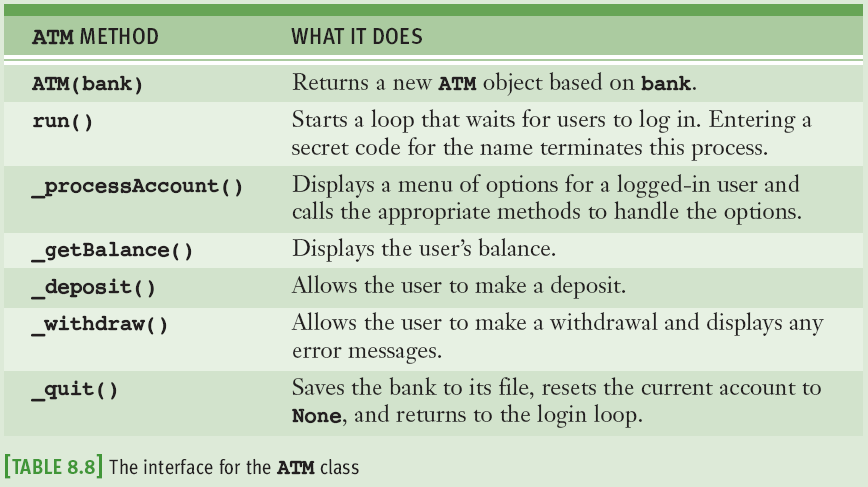 ATM METHOD WHAT IT DOES
ATM(bank) Returns a new ATM object based on bank.
run() Starts a loop that waits for users to log in. Entering a
secret code for the name terminates this process.
_processAccount() Displays a menu of options for a logged-in user and
calls the appropriate methods to handle the options.
_getBalance() Displays the user’s balance.
_deposit() Allows the user to make a deposit.
_withdraw() Allows the user to make a withdrawal and displays any
error messages.
_quit() Saves the bank to its file, resets the current account to
None, and returns to the login loop.
[TABLE 8.8] The interface for the ATM class